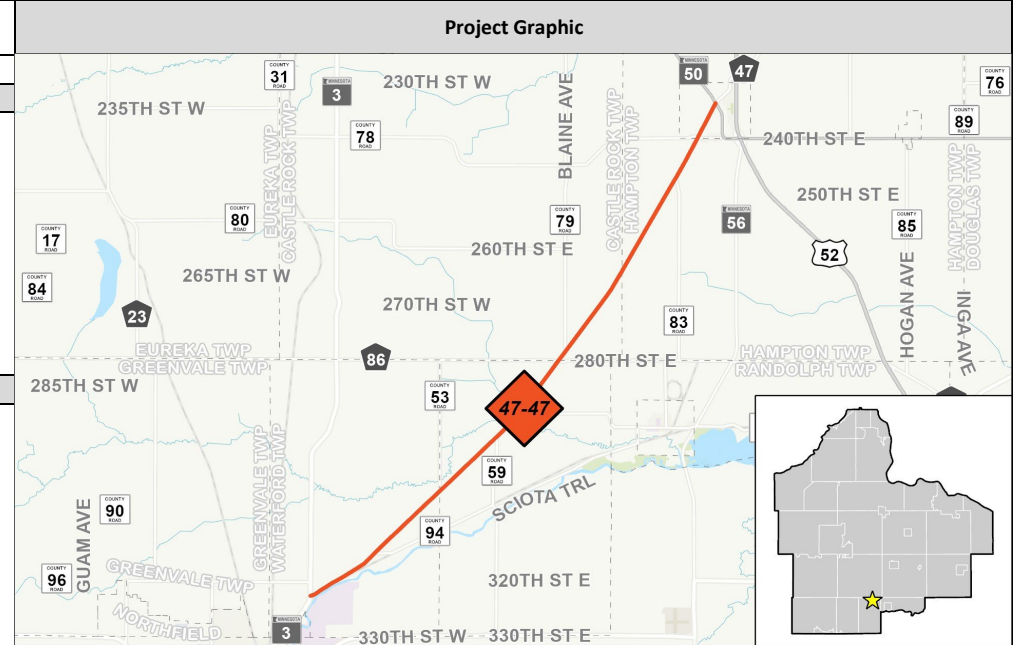 Project Graphic
COUNTY
31
ROAD
MINNESOTA
3
230TH ST W
235TH ST W
COUNTY
78
ROAD
BLAINE AVE
MINNESOTA
50
47
COUNTY
76
ROAD
COUNTY
89
ROAD
240TH ST E
EUREKA TWP
CASTLE ROCK TWP
CASTLE ROCK TWP
HAMPTON TWP
HAMPTON TWP
DOUGLAS TWP
250TH ST E
COUNTY
80
ROAD
COUNTY
79
ROAD
MINNESOTA
56
COUNTY
85
ROAD
COUNTY
17
ROAD
260TH ST E
52
COUNTY
84
ROAD
265TH ST W
HOGAN AVE
INGA AVE
270TH ST W
23
COUNTY
83
ROAD
EUREKA TWP
GREENVALE TWP
86
280TH ST E
HAMPTON TWP
RANDOLPH TWP
285TH ST W
COUNTY
53
ROAD
47-47
GREENVALE TWP
WATERFORD TWP
COUNTY
59
ROAD
SCIOTA TRL
GUAM AVE
COUNTY
90
ROAD
COUNTY
94
ROAD
COUNTY
96
ROAD
GREENVALE TWP
320TH ST E
NORTHFIELD
MINNESOTA
3
330TH ST W
330TH ST E